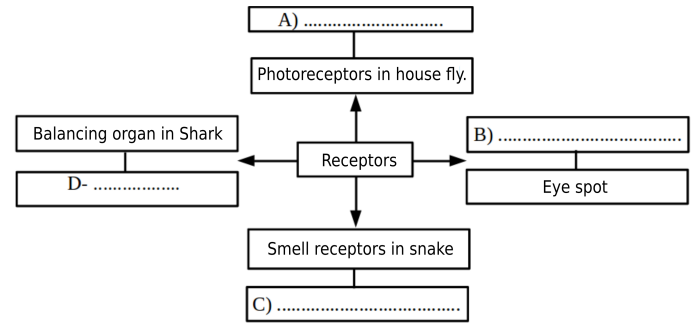 A) .............................
Photoreceptors in house fly.
Balancing organ in Shark
D- ..................
Receptors
B) ......................................
Eye spot
Smell receptors in snake
C) ......................................